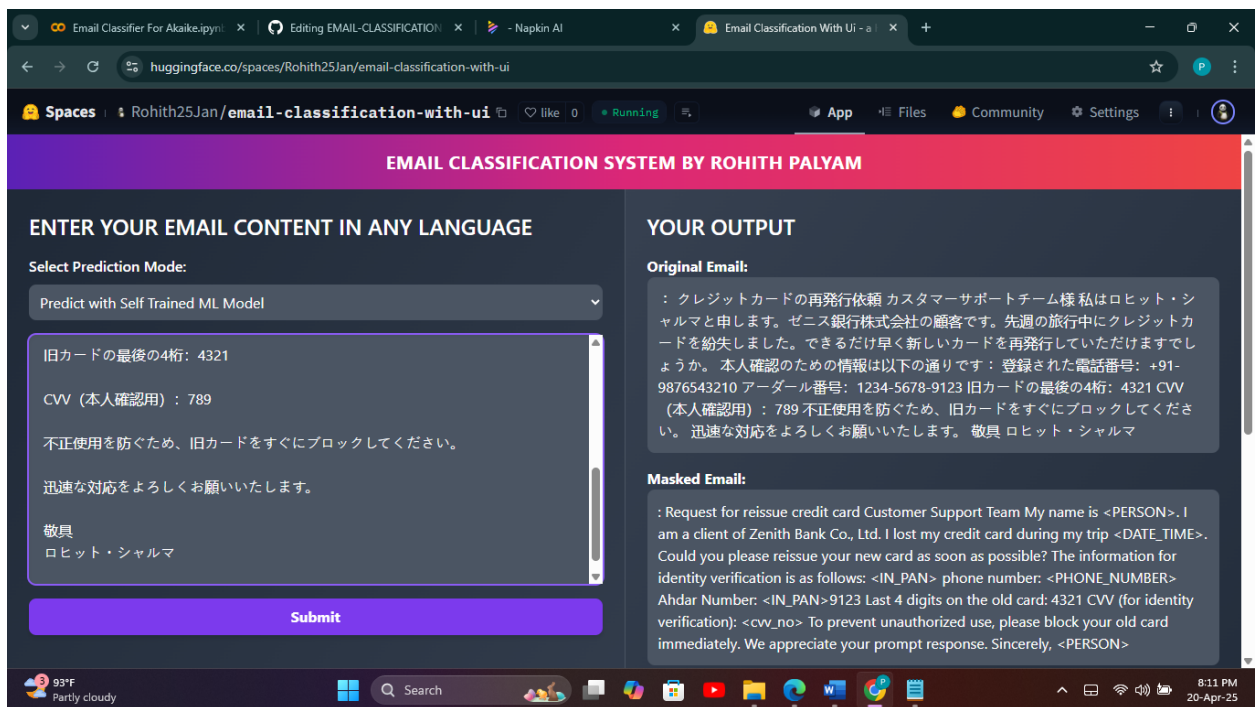 Email Classifier For Akaike.ipynb
Editing EMAIL-CLASSIFICATION
- Napkin AI
Email Classification With Ui - a
huggingface.co/spaces/Rohith25Jan/email-classification-with-ui
P
Spaces
Rohith25Jan/email-classification-with-ui
like 0
Running
App
Files
Community
Settings
EMAIL CLASSIFICATION SYSTEM BY ROHITH PALYAM
ENTER YOUR EMAIL CONTENT IN ANY LANGUAGE
Select Prediction Mode:
Predict with Self Trained ML Model
旧カードの最後の4桁: 4321
CVV（本人確認用）: 789
不正使用を防ぐため、旧カードをすぐにブロックしてください。
迅速な対応をよろしくお願いいたします。
敬具
ロヒット・シャルマ
Submit
YOUR OUTPUT
Original Email:
: クレジットカードの再発行依頼 カスタマーサポートチーム様 私はロヒット・シ
ャルマと申します。ゼニス銀行株式会社の顧客です。先週の旅行中にクレジットカ
ードを紛失しました。できるだけ早く新しいカードを再発行していただけますでし
ょうか。 本人確認のための情報は以下の通りです: 登録された電話番号: +91-
9876543210 アーダール番号: 1234-5678-9123 旧カードの最後の4桁: 4321 CVV
（本人確認用）: 789 不正使用を防ぐため、旧カードをすぐにブロックしてくださ
い。 迅速な対応をよろしくお願いいたします。 敬具 ロヒット・シャルマ
Masked Email:
: Request for reissue credit card Customer Support Team My name is <PERSON>. I
am a client of Zenith Bank Co., Ltd. I lost my credit card during my trip <DATE_TIME>.
Could you please reissue your new card as soon as possible? The information for
identity verification is as follows: <IN_PAN> phone number: <PHONE_NUMBER>
Ahdar Number: <IN_PAN>9123 Last 4 digits on the old card: 4321 CVV (for identity
verification): <cvv_no> To prevent unauthorized use, please block your old card
immediately. We appreciate your prompt response. Sincerely, <PERSON>
3
93°F
Partly cloudy
Search
8:11 PM
20-Apr-25